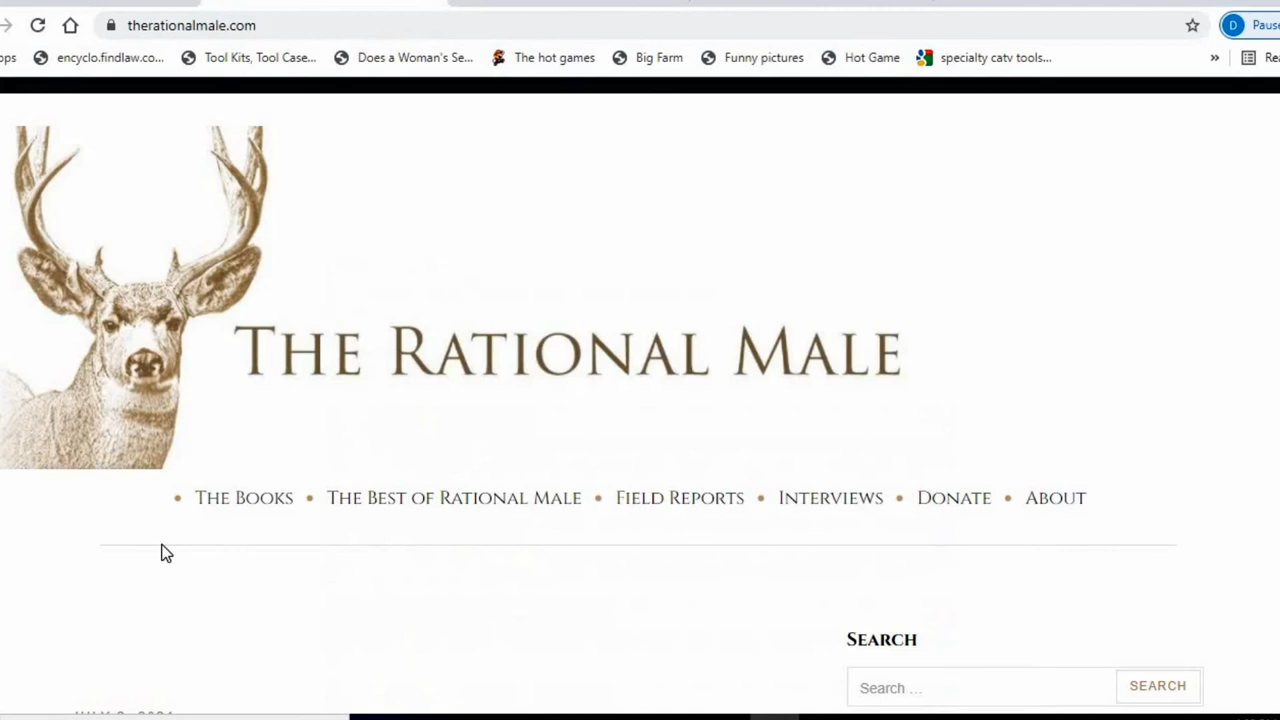 therationalmale.com
D Pause
ops encyclo.findlaw.co... Tool Kits, Tool Case... Does a Woman's Se... The hot games Big Farm Funny pictures Hot Game specialty catv tools... » Rea
THE RATIONAL MALE
• THE BOOKS • THE BEST OF RATIONAL MALE • FIELD REPORTS • INTERVIEWS • DONATE • ABOUT
SEARCH
Search ... SEARCH